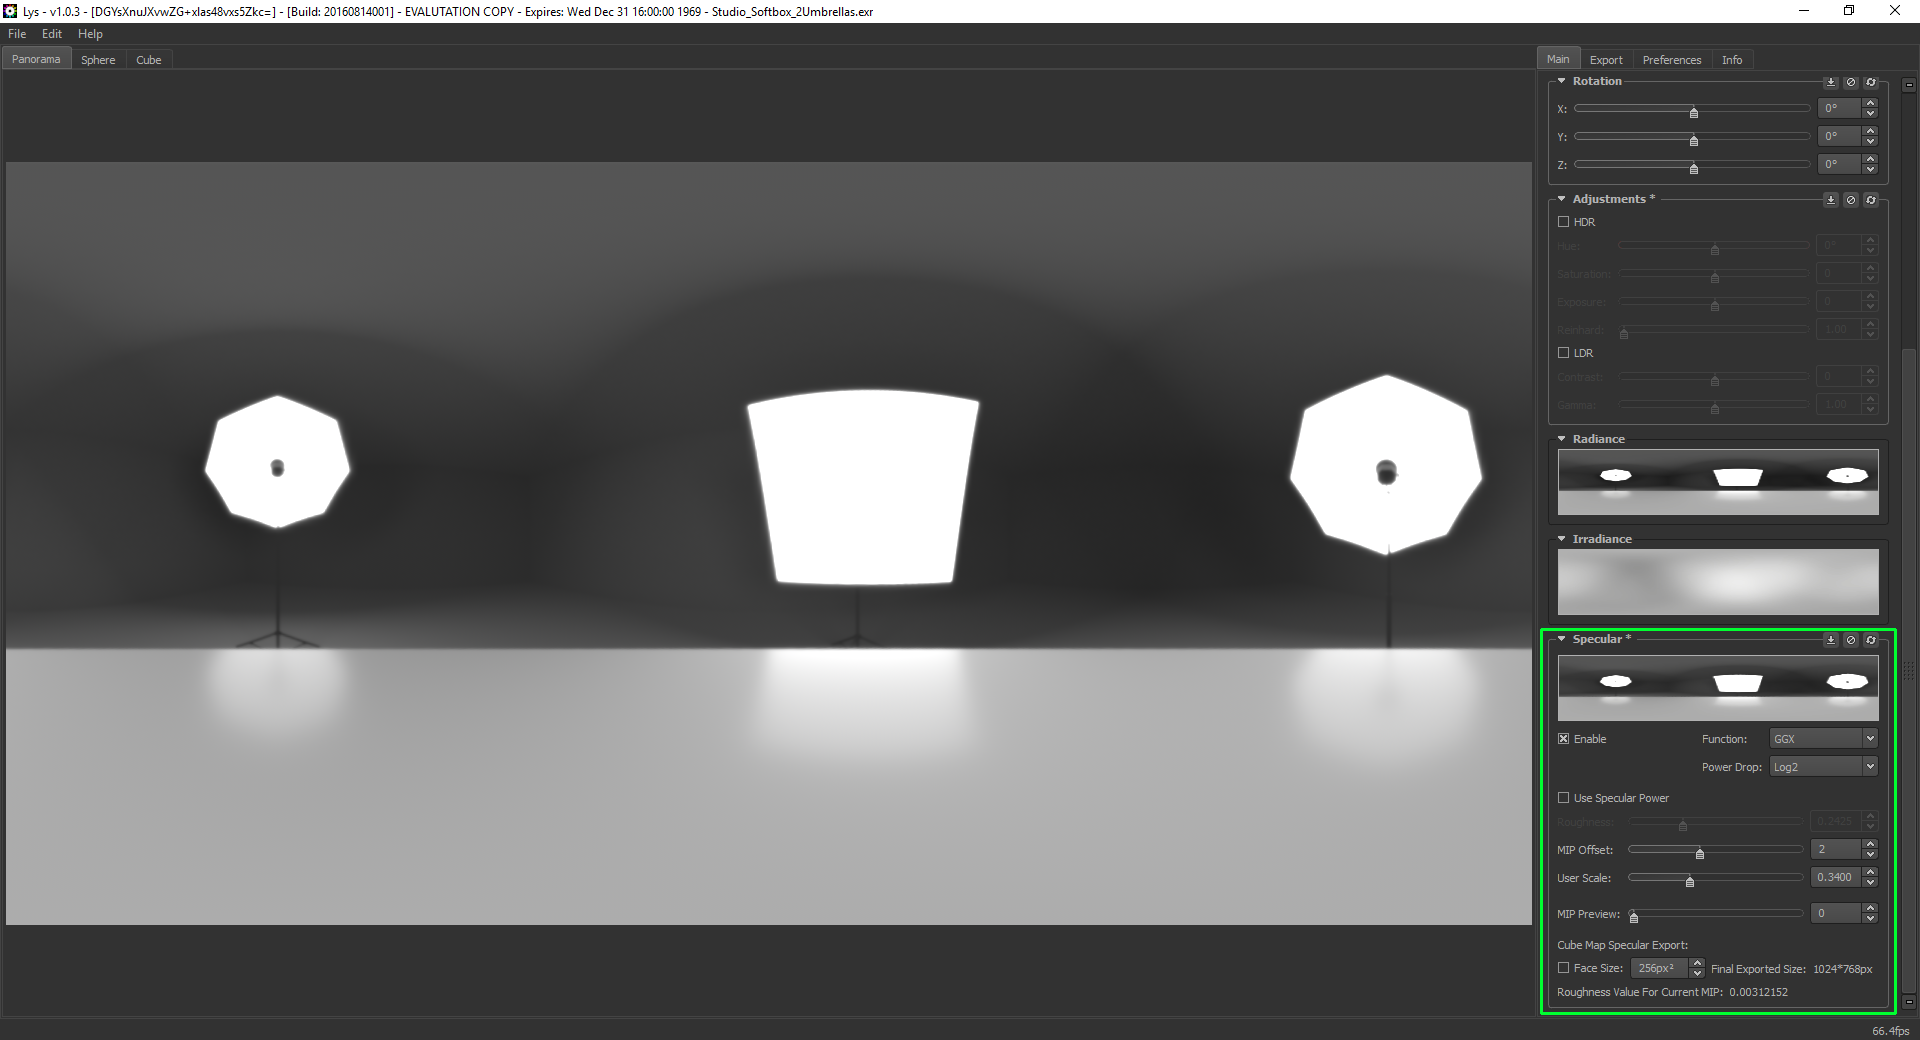 Lys - v1.0.3 - [DGYsXnuJXvwZG+xlas48vxs5Zkc=] - [Build: 20160814001] - EVALUTATION COPY - Expires: Wed Dec 31 16:00:00 1969 - Studio_Softbox_2Umbrellas.exr
File Edit Help
Panorama Sphere Cube
Main Export Preferences Info
Rotation
X: 0°
Y: 0°
Z: 0°
Adjustments *
HDR
Hue: 0°
Saturation: 0
Exposure: 0
Reinhard: 1.00
LDR
Contrast: 0
Gamma: 1.00
Radiance
Irradiance
Specular *
Enable Function: GGX
Power Drop: Log2
Use Specular Power
Roughness: 0.2425
MIP Offset: 2
User Scale: 0.3400
MIP Preview: 0
Cube Map Specular Export:
Face Size: 256px² Final Exported Size: 1024*768px
Roughness Value For Current MIP: 0.00312152
66.4fps